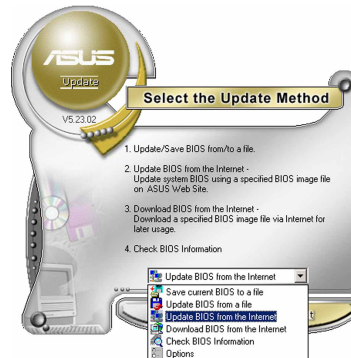 ASUS
Update
V5.23.02
Select the Update Method
1. Update/Save BIOS from/to a file.
2. Update BIOS from the Internet -
Update system BIOS using a specified BIOS image file
on ASUS Web Site.
3. Download BIOS from the Internet -
Download a specified BIOS image file via Internet for
later usage.
4. Check BIOS Information
Update BIOS from the Internet
Save current BIOS to a file
Update BIOS from a file
Update BIOS from the Internet
Download BIOS from the Internet
Check BIOS Information
Options